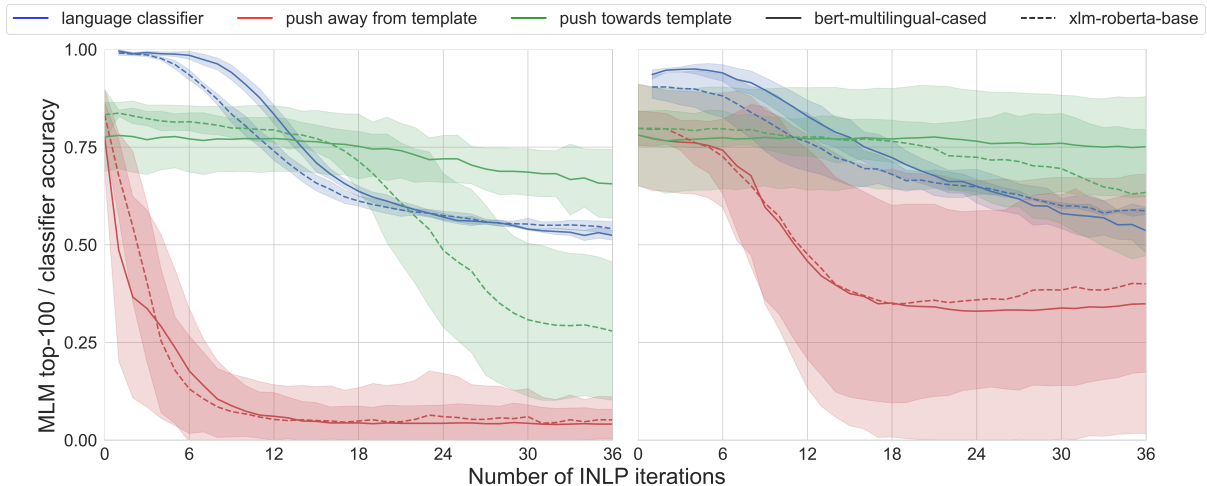 language classifier push away from template push towards template bert-multilingual-cased xlm-roberta-base
MLM top-100 / classifier accuracy
1.00
0.75
0.50
0.25
0.00
0 6 12 18 24 30 36 0 6 12 18 24 30 36
Number of INLP iterations